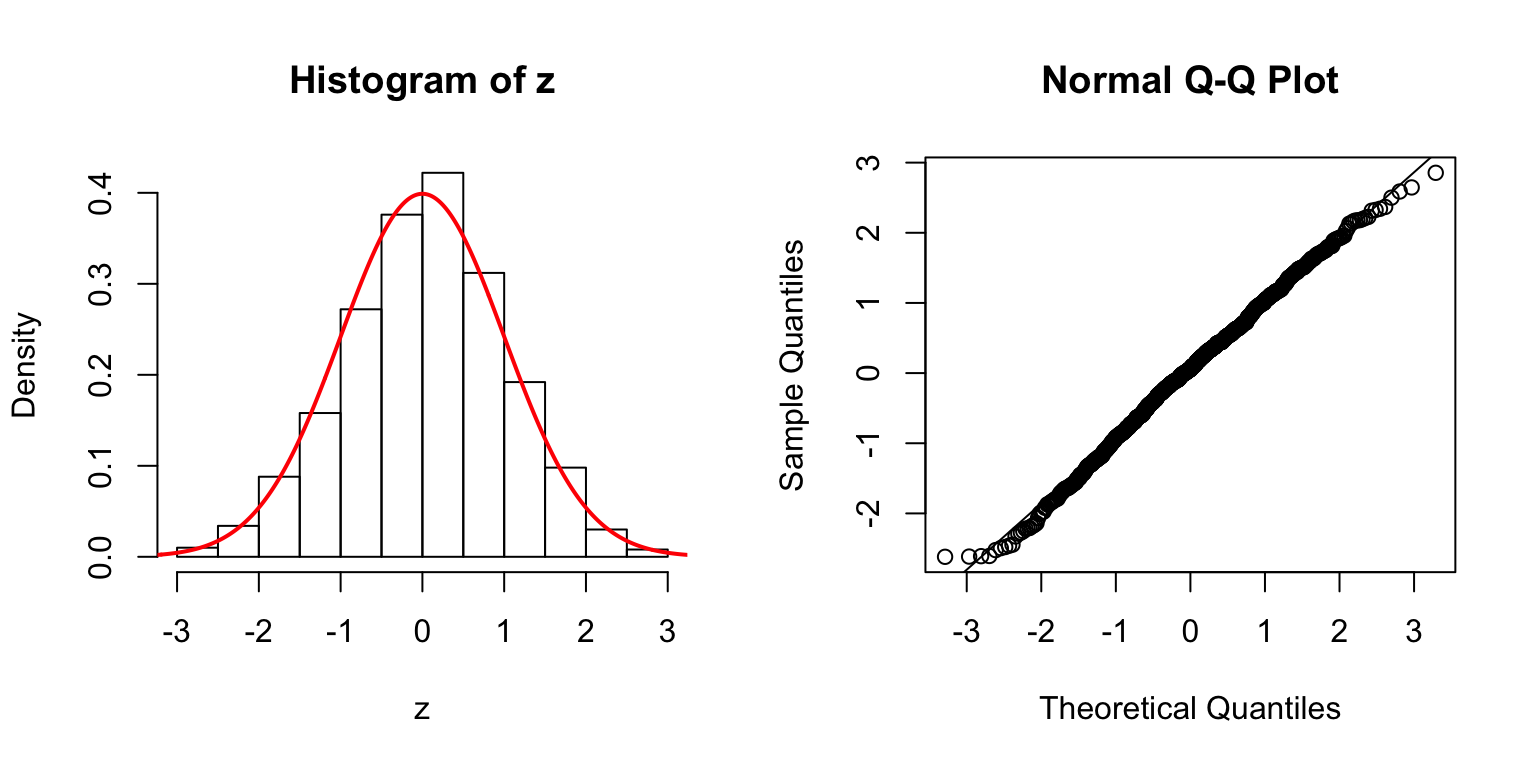 Histogram of z
Density
0.0 0.1 0.2 0.3 0.4
-3 -2 -1 0 1 2 3
z
Normal Q-Q Plot
Sample Quantiles
-2 -1 0 1 2 3
-3 -2 -1 0 1 2 3
Theoretical Quantiles